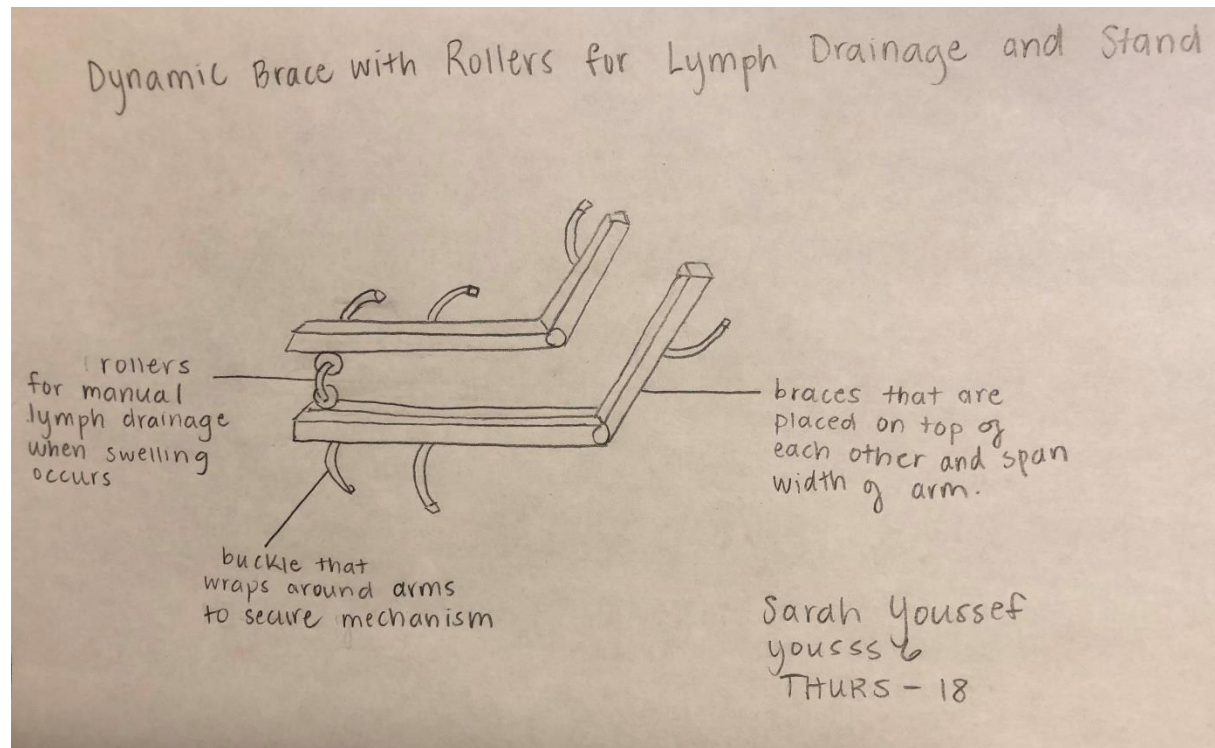 Dynamic Brace with Rollers for Lymph Drainage and Stand
rollers
for manual
lymph drainage
when swelling
occurs
braces that are
placed on top of
each other and span
width of arm.
buckle that
wraps around arms
to secure mechanism
Sarah Youssef
yousss6
THURS - 18